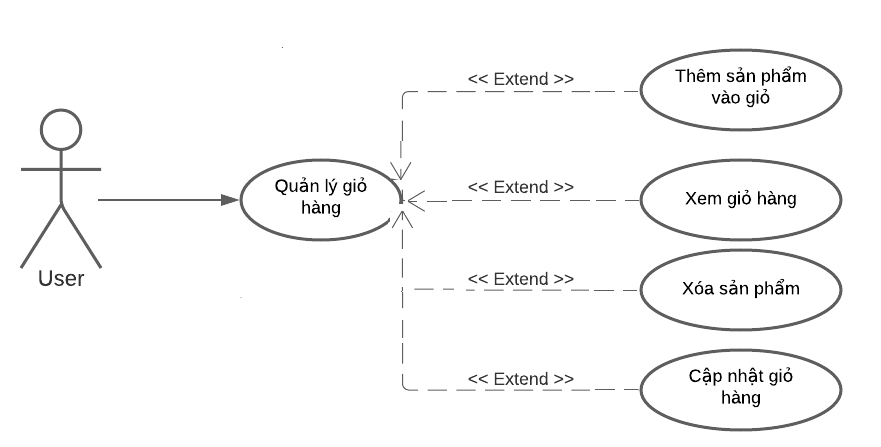 << Extend >>
Thêm sản phẩm
vào giỏ
Quản lý giỏ
hàng
<< Extend >>
Xem giỏ hàng
User
<< Extend >>
Xóa sản phẩm
<< Extend >>
Cập nhật giỏ
hàng